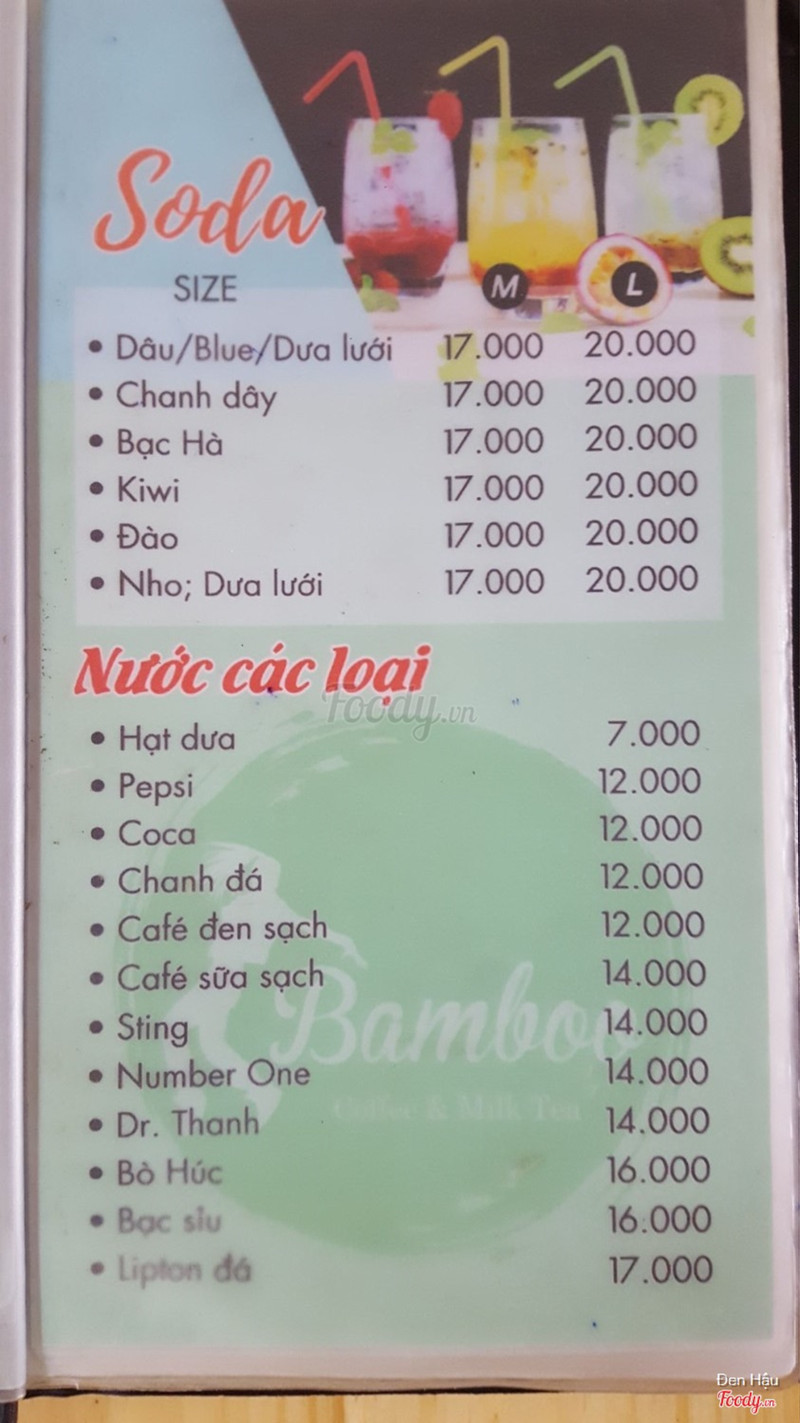 Soda
SIZE M L
• Dâu/Blue/Dưa lưới 17.000 20.000
• Chanh dây 17.000 20.000
• Bạc Hà 17.000 20.000
• Kiwi 17.000 20.000
• Đào 17.000 20.000
• Nho; Dưa lưới 17.000 20.000
Nước các loại
Foody.vn
• Hạt dưa 7.000
• Pepsi 12.000
• Coca 12.000
• Chanh đá 12.000
• Café đen sạch 12.000
• Café sữa sạch 14.000
• Sting 14.000
• Number One 14.000
• Dr. Thanh 14.000
• Bò Húc 16.000
• Bạc sỉu 16.000
• Lipton đá 17.000
Bamboo
Coffee & Milk Tea
Đen Hậu
Foody.vn